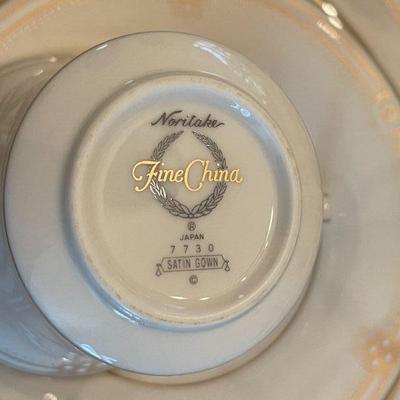 Noritake
Fine China
®
JAPAN
7730
SATIN GOWN
©